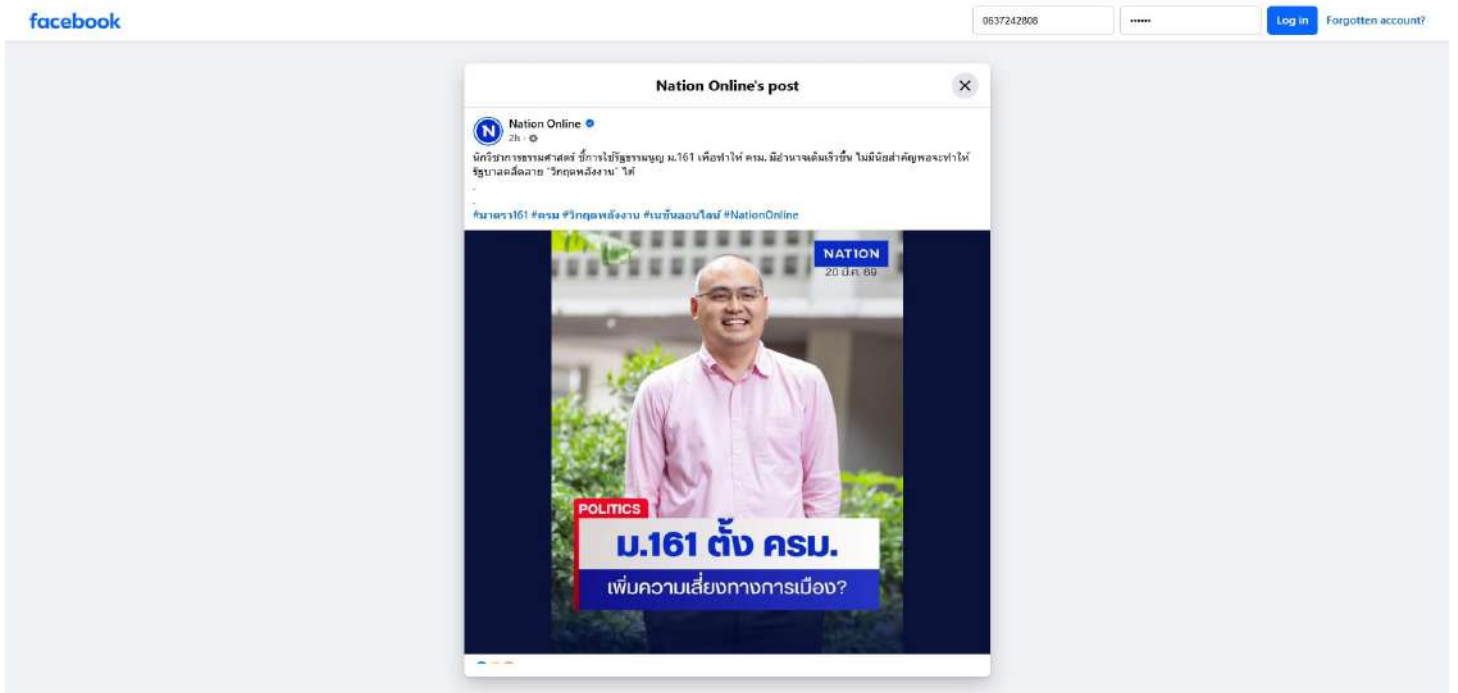 facebook
0637242808
••••••
Log in
Forgotten account?
Nation Online's post
Nation Online
2h
นักวิชาการธรรมศาสตร์ ชี้การใช้รัฐธรรมนูญ ม.161 เพื่อทำให้ ครม. มีอำนาจเต็มเร็วขึ้น ไม่มีนัยสำคัญพอจะทำให้
รัฐบาลคลี่คลาย "วิกฤตพลังงาน" ได้
.
.
#มาตรา161 #ครม #วิกฤตพลังงาน #เนชั่นออนไลน์ #NationOnline
N
NATION
20 มี.ค. 69
POLITICS
ม.161 ตั้ง ครม.
เพิ่มความเสี่ยงทางการเมือง?